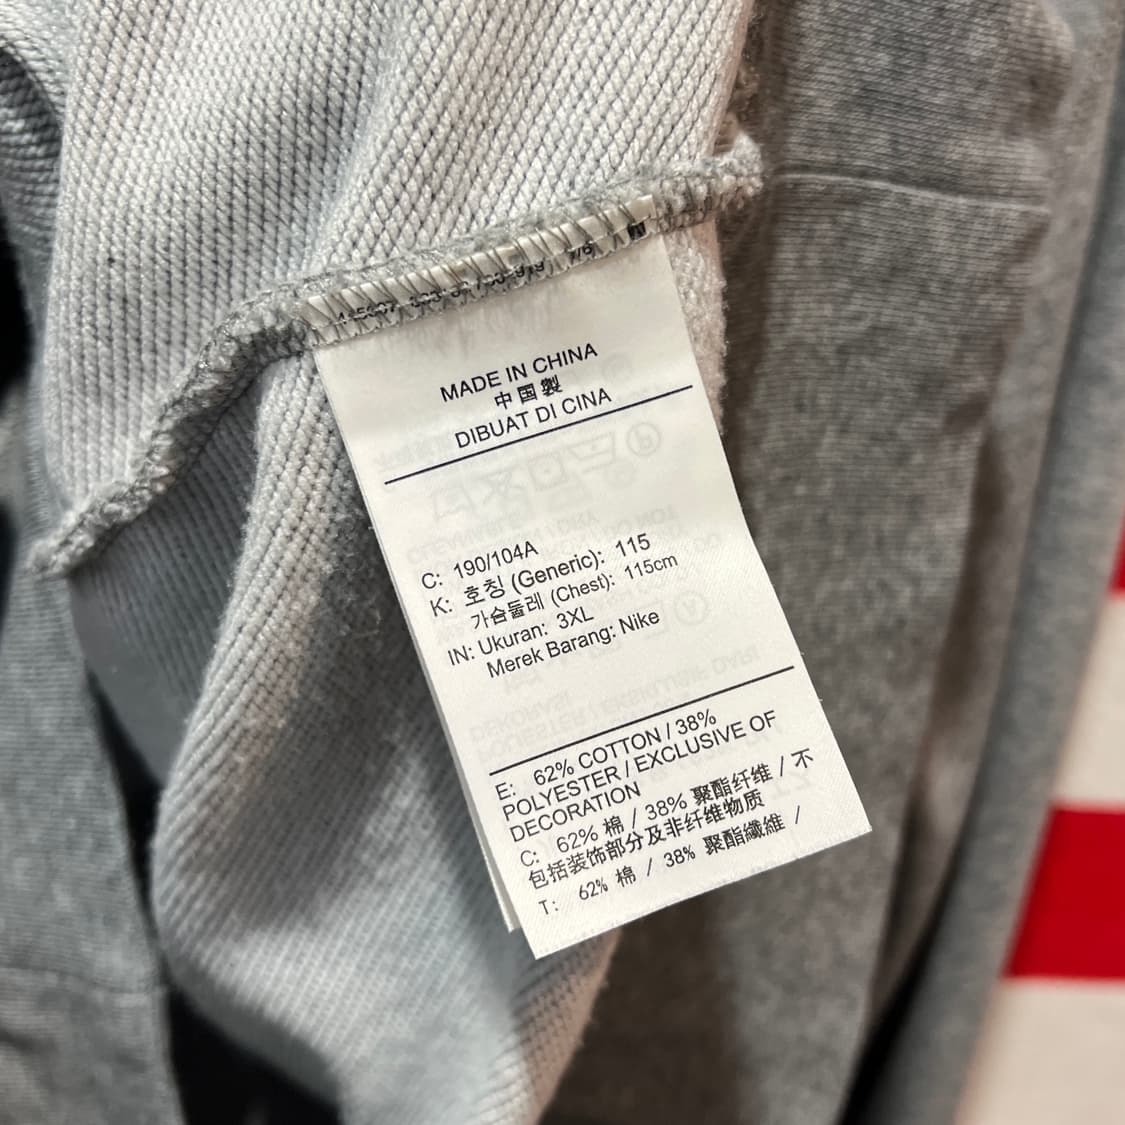 MADE IN CHINA
中国製
DIBUAT DI CINA
C: 190/104A
K: 호칭 (Generic): 115
가슴둘레 (Chest): 115cm
IN: Ukuran: 3XL
Merek Barang: Nike
E: 62% COTTON / 38%
POLYESTER / EXCLUSIVE OF
DECORATION
C: 62% 棉 / 38% 聚酯纤维 / 不
包括装饰部分及非纤维物质
T: 62% 棉 / 38% 聚酯纖維 /